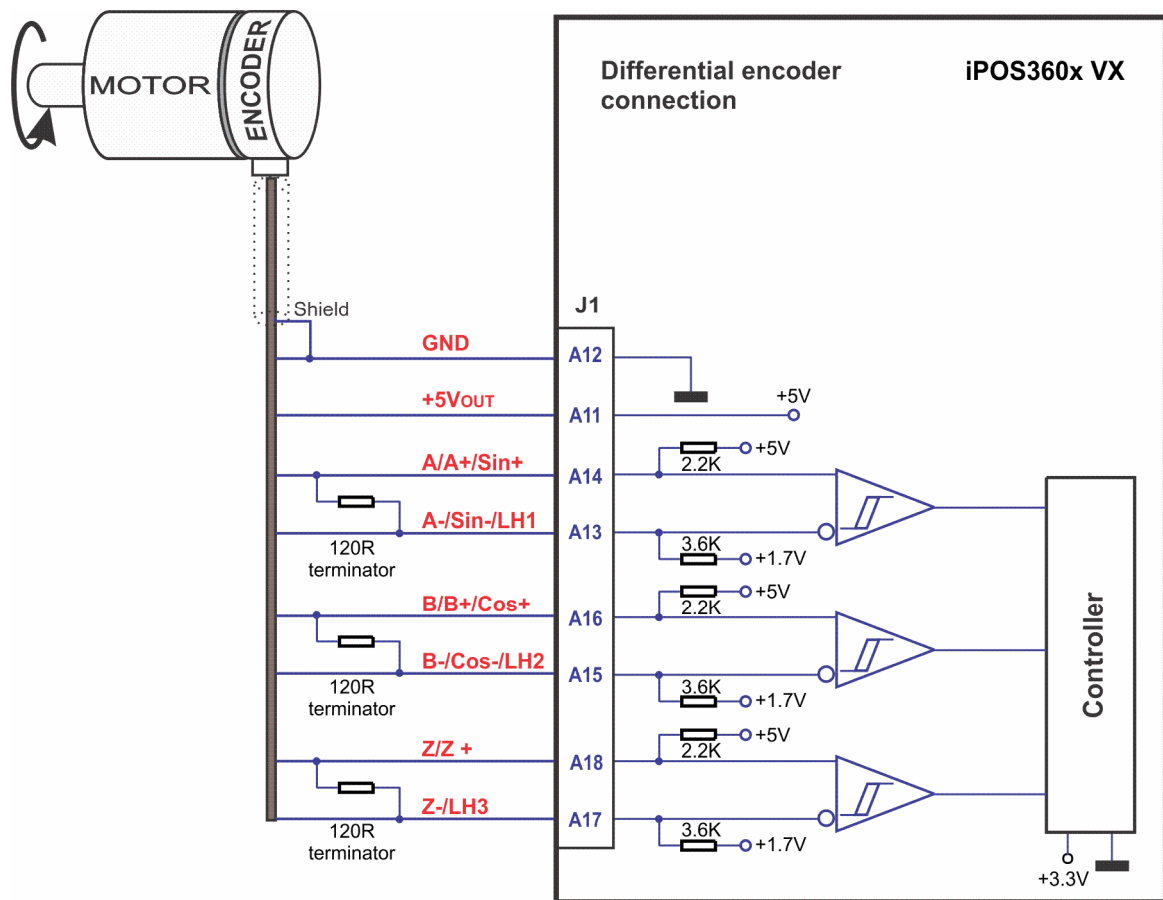 MOTOR
ENCODER
Differential encoder
connection
iPOS360x VX
Shield
J1
GND
A12
+5VOUT
A11
+5V
A/A+/Sin+
A14
2.2K
+5V
A-/Sin-/LH1
A13
3.6K
+1.7V
120R
terminator
B/B+/Cos+
A16
2.2K
+5V
B-/Cos-/LH2
A15
3.6K
+1.7V
120R
terminator
Z/Z +
A18
2.2K
+5V
Z-/LH3
A17
3.6K
+1.7V
120R
terminator
Controller
+3.3V